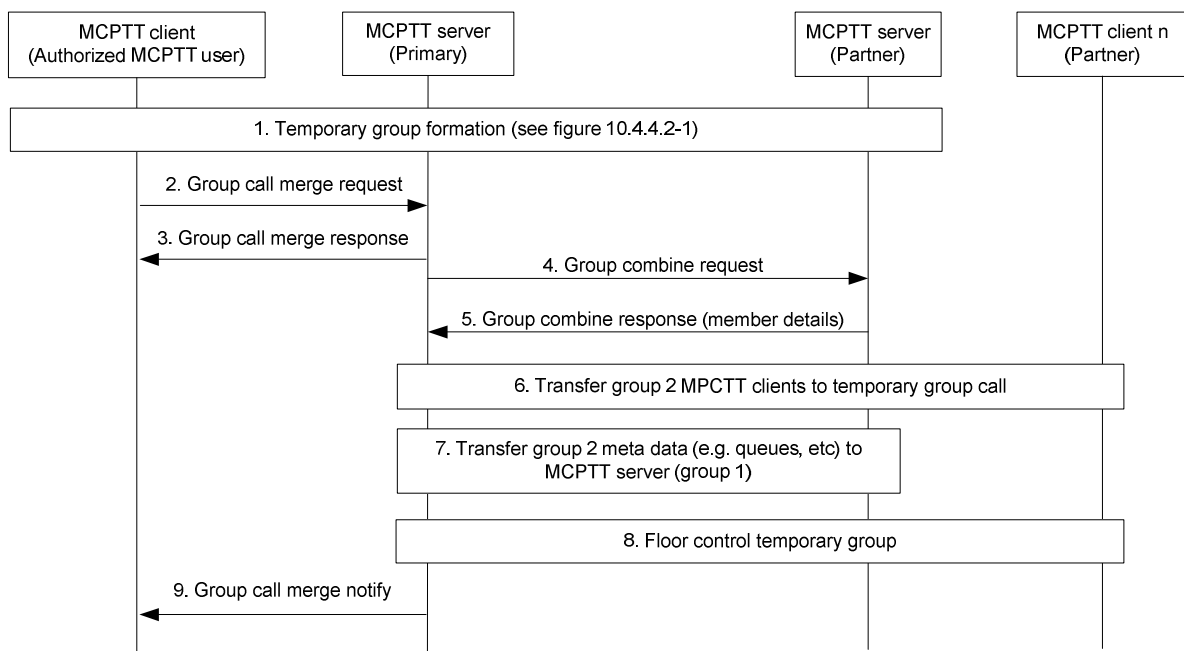 MCPTT client
(Authorized MCPTT user)
MCPTT server
(Primary)
MCPTT server
(Partner)
MCPTT client n
(Partner)
1. Temporary group formation (see figure 10.4.4.2-1)
2. Group call merge request
3. Group call merge response
4. Group combine request
5. Group combine response (member details)
6. Transfer group 2 MPCTT clients to temporary group call
7. Transfer group 2 meta data (e.g. queues, etc) to
MCPTT server (group 1)
8. Floor control temporary group
9. Group call merge notify